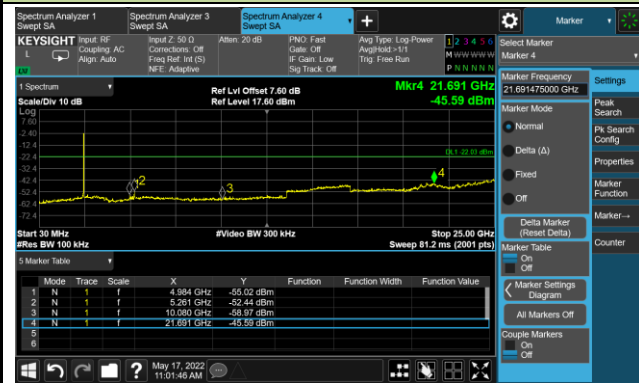 Spectrum Analyzer 1
Swept SA
Spectrum Analyzer 3
Swept SA
Spectrum Analyzer 4
Swept SA
Marker
KEYSIGHT
L
Input: RF
Coupling: AC
Align: Auto
Input Z: 50 Ω
Corrections: Off
Freq Ref: Int (S)
NFE: Adaptive
Atten: 20 dB
PNO: Fast
Gate: Off
IF Gain: Low
Sig Track: Off
Avg Type: Log-Power
Avg|Hold:>1/1
Trig: Free Run
1 2 3 4 5 6
M W W W W W
P N N N N N
Select Marker
Marker 4
1 Spectrum
Scale/Div 10 dB
Ref Lvl Offset 7.60 dB
Ref Level 17.60 dBm
Mkr4 21.691 GHz
-45.59 dBm
Log
7.60
-2.40
-12.4
-22.4
-32.4
-42.4
-52.4
-62.4
-72.4
DL1 -22.03 dBm
2
3
4
Start 30 MHz
#Res BW 100 kHz
#Video BW 300 kHz
Stop 25.00 GHz
Sweep 81.2 ms (2001 pts)
5 Marker Table
Mode Trace Scale X Y Function Function Width Function Value
1 N 1 f 4.984 GHz -55.02 dBm
2 N 1 f 5.261 GHz -52.44 dBm
3 N 1 f 10.080 GHz -58.97 dBm
4 N 1 f 21.691 GHz -45.59 dBm
5
6
May 17, 2022
11:01:46 AM
Marker Frequency
21.691475000 GHz
Marker Mode
Normal
Delta (Δ)
Fixed
Off
Delta Marker
(Reset Delta)
Marker Table
On
Off
Marker Settings
Diagram
All Markers Off
Couple Markers
On
Off
Settings
Peak
Search
Pk Search
Config
Properties
Marker
Function
Marker→
Counter